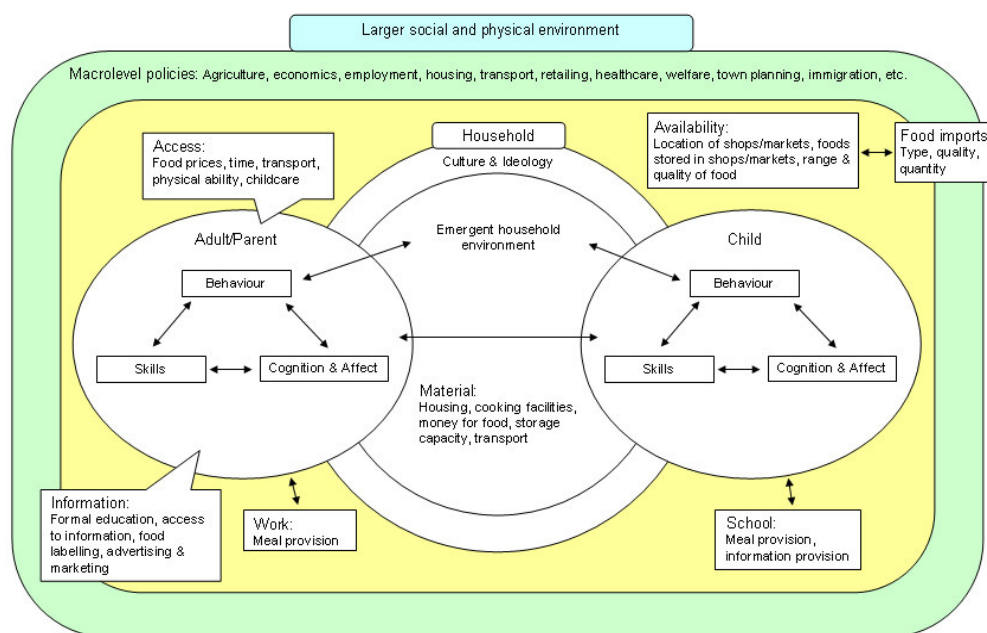 Larger social and physical environment
Macrolevel policies: Agriculture, economics, employment, housing, transport, retailing, healthcare, welfare, town planning, immigration, etc.
Access:
Food prices, time, transport,
physical ability, childcare
Household
Culture & Ideology
Availability:
Location of shops/markets, foods
stored in shops/markets, range &
quality of food
Food imports
Type, quality,
quantity
Adult/Parent
Behaviour
Skills
Cognition & Affect
Emergent household
environment
Child
Behaviour
Skills
Cognition & Affect
Material:
Housing, cooking facilities,
money for food, storage
capacity, transport
Information:
Formal education, access
to information, food
labelling, advertising &
marketing
Work:
Meal provision
School:
Meal provision,
information provision